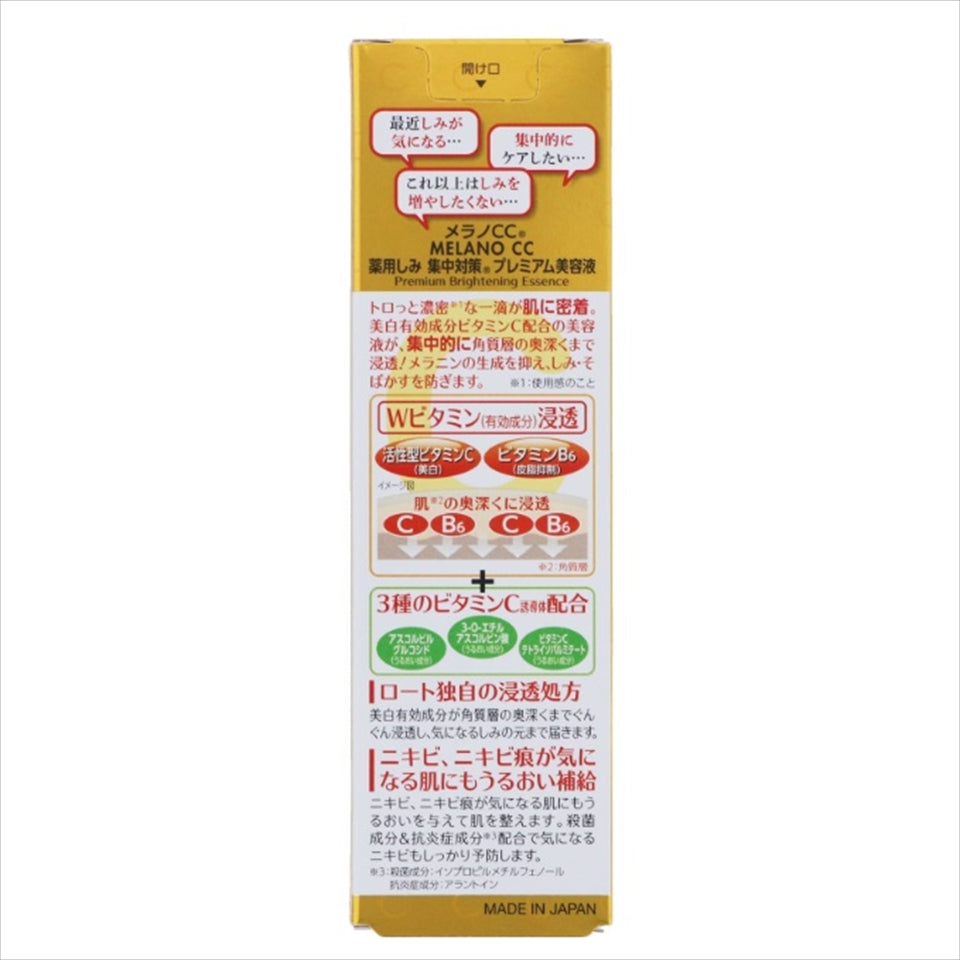 開け口
▼
最近しみが
気になる…
集中的に
ケアしたい…
これ以上はしみを
増やしたくない…
メラノCC®
MELANO CC
薬用しみ 集中対策®プレミアム美容液
Premium Brightening Essence
トロっと濃密※1な一滴が肌に密着。
美白有効成分ビタミンC配合の美容
液が、集中的に角質層の奥深くまで
浸透!メラニンの生成を抑え、しみ・そ
ばかすを防ぎます。 ※1:使用感のこと
Wビタミン(有効成分)浸透
活性型ビタミンC
(美白)
ビタミンB6
(皮脂抑制)
イメージ図
肌※2の奥深くに浸透
C B6 C B6
※2:角質層
+
3種のビタミンC誘導体配合
アスコルビル
グルコシド
(うるおい成分)
3-O-エチル
アスコルビン酸
(うるおい成分)
ビタミンC
テトライソパルミテート
(うるおい成分)
ロート独自の浸透処方
美白有効成分が角質層の奥深くまでぐん
ぐん浸透し、気になるしみの元まで届きます。
ニキビ、ニキビ痕が気に
なる肌にもうるおい補給
ニキビ、ニキビ痕が気になる肌にもう
るおいを与えて肌を整えます。殺菌
成分&抗炎症成分※3配合で気になる
ニキビもしっかり予防します。
※3:殺菌成分:イソプロピルメチルフェノール
抗炎症成分:アラントイン
MADE IN JAPAN